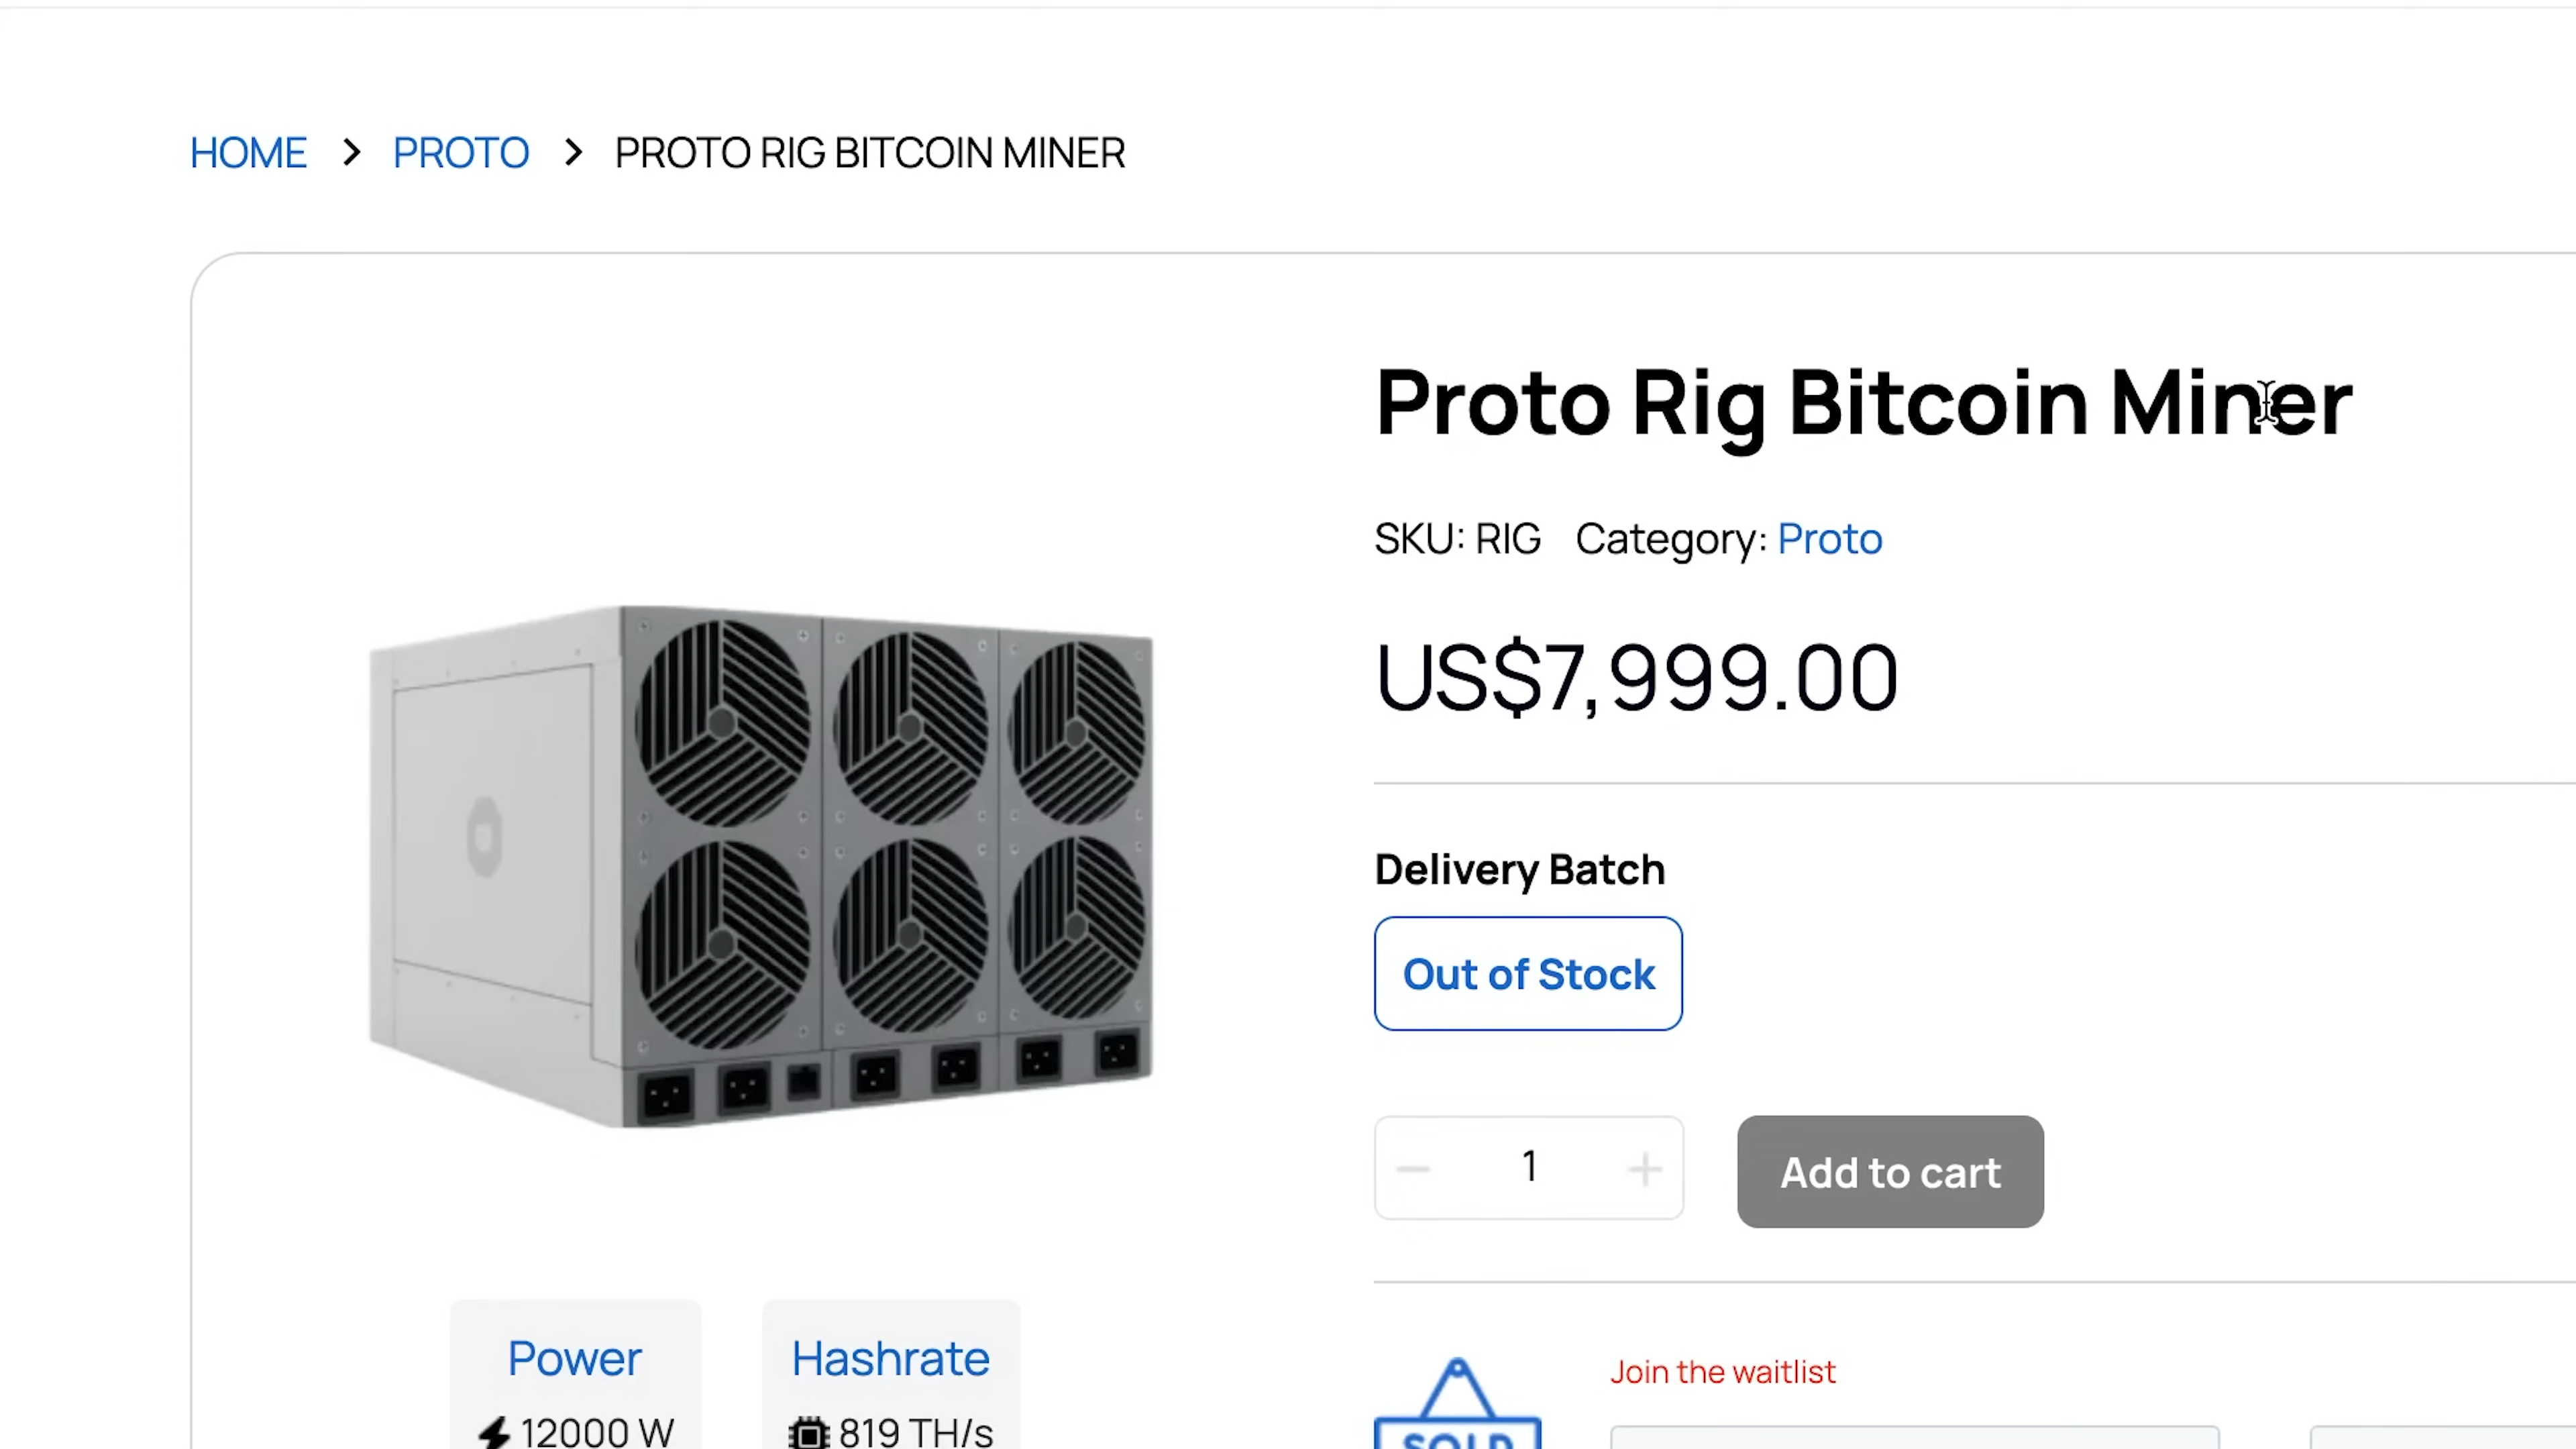 HOME > PROTO > PROTO RIG BITCOIN MINER
Proto Rig Bitcoin Miner
SKU: RIG Category: Proto
US$7,999.00
Delivery Batch
Out of Stock
1
Add to cart
Power
12000 W
Hashrate
819 TH/s
Join the waitlist
SOLD